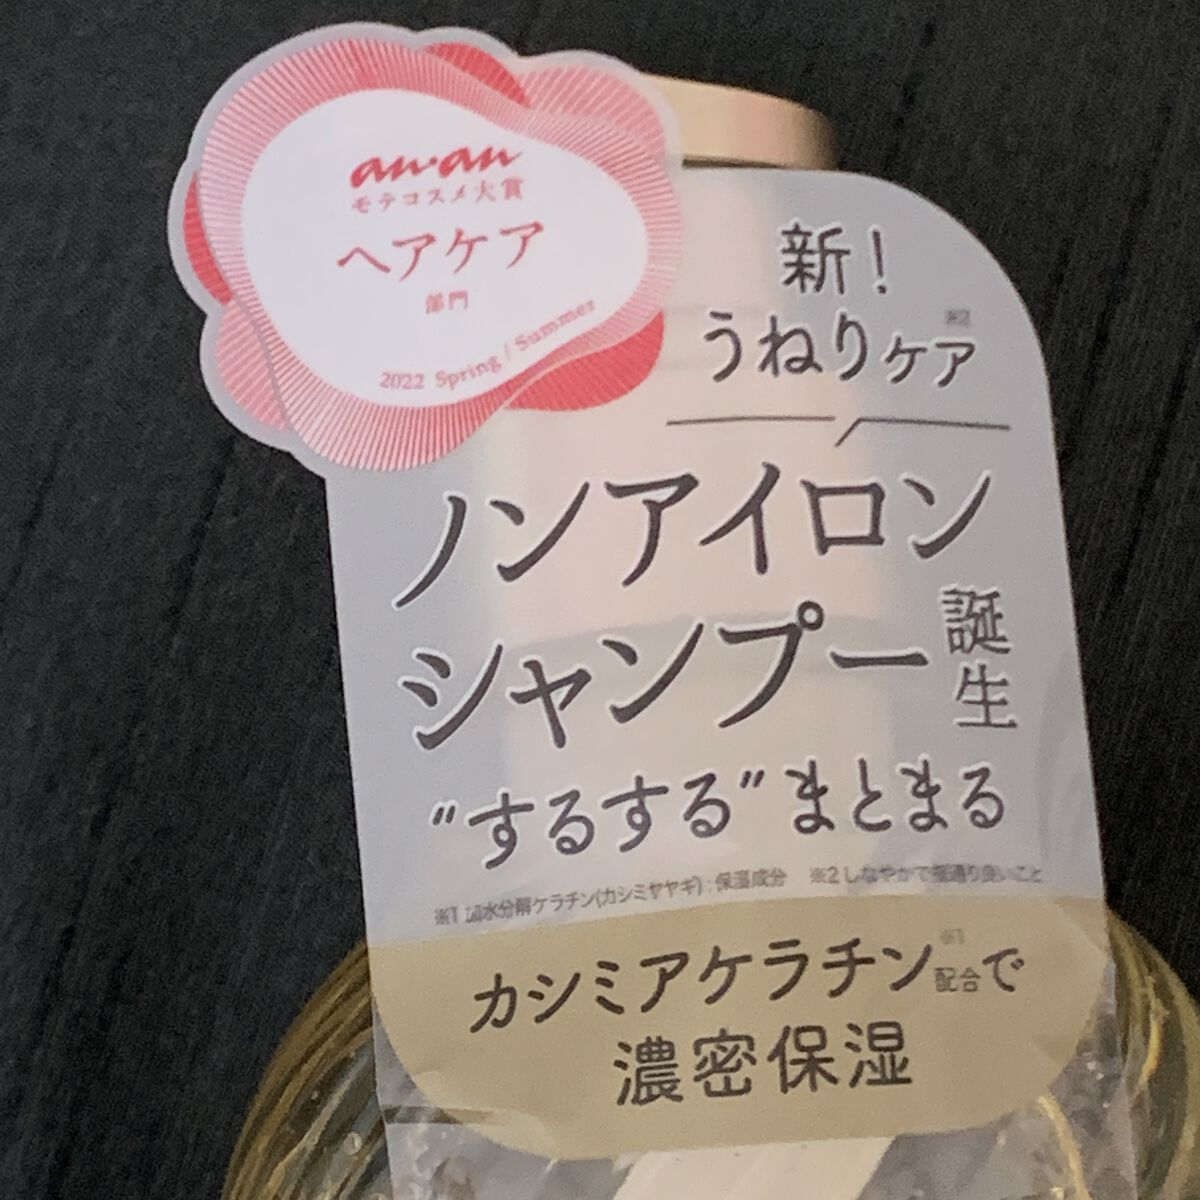 an・an
モテコスメ大賞
ヘアケア
部門
2022 Spring / Summer
新!
うねりケア※2
ノンアイロン
シャンプー誕生
“するする”まとまる
※1 加水分解ケラチン(カシミヤヤギ):保湿成分 ※2 しなやかで指通り良いこと
カシミアケラチン※1配合で
濃密保湿